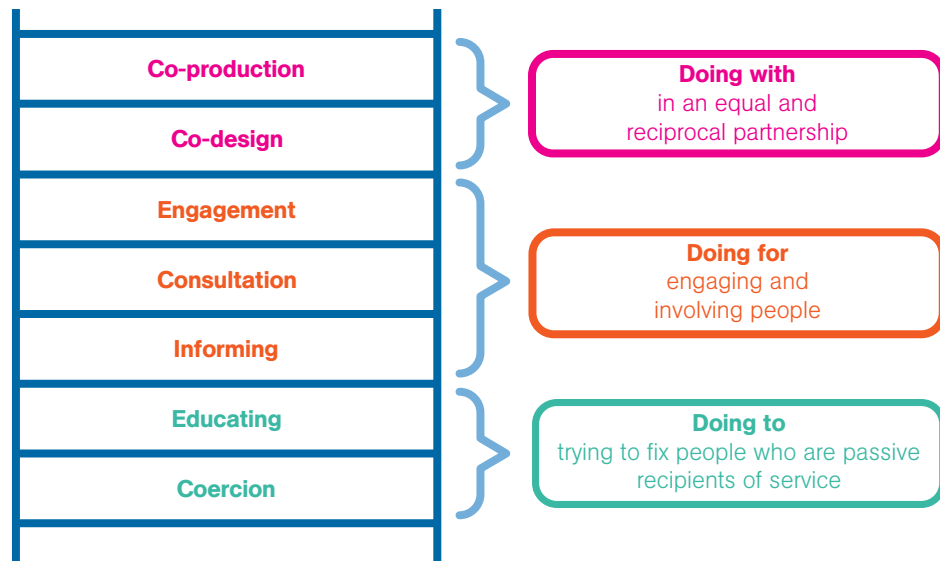 Co-production
Co-design
Engagement
Consultation
Informing
Educating
Coercion
Doing with
in an equal and
reciprocal partnership
Doing for
engaging and
involving people
Doing to
trying to fix people who are passive
recipients of service